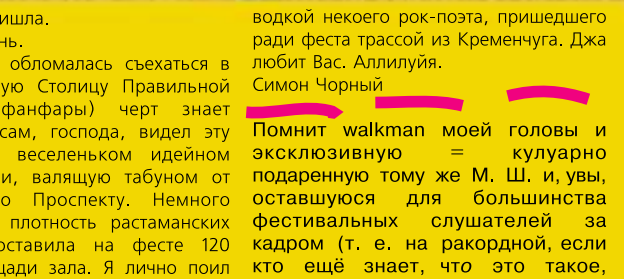 ишла.
нь.
обломалась съехаться в
ую Столицу Правильной
фанфары) черт знает
сам, господа, видел эту
веселеньком идейном
и, валящую табуном от
о Проспекту. Немного
плотность растаманских
оставила на фесте 120
щади зала. Я лично поил
водкой некоего рок-поэта, пришедшего
ради феста трассой из Кременчуга. Джа
любит Вас. Аллилуйя.
Симон Чорный
Помнит walkman моей головы и
эксклюзивную = кулуарно
подаренную тому же М. Ш. и, увы,
оставшуюся для большинства
фестивальных слушателей за
кадром (т. е. на ракордной, если
кто ещё знает, что это такое,